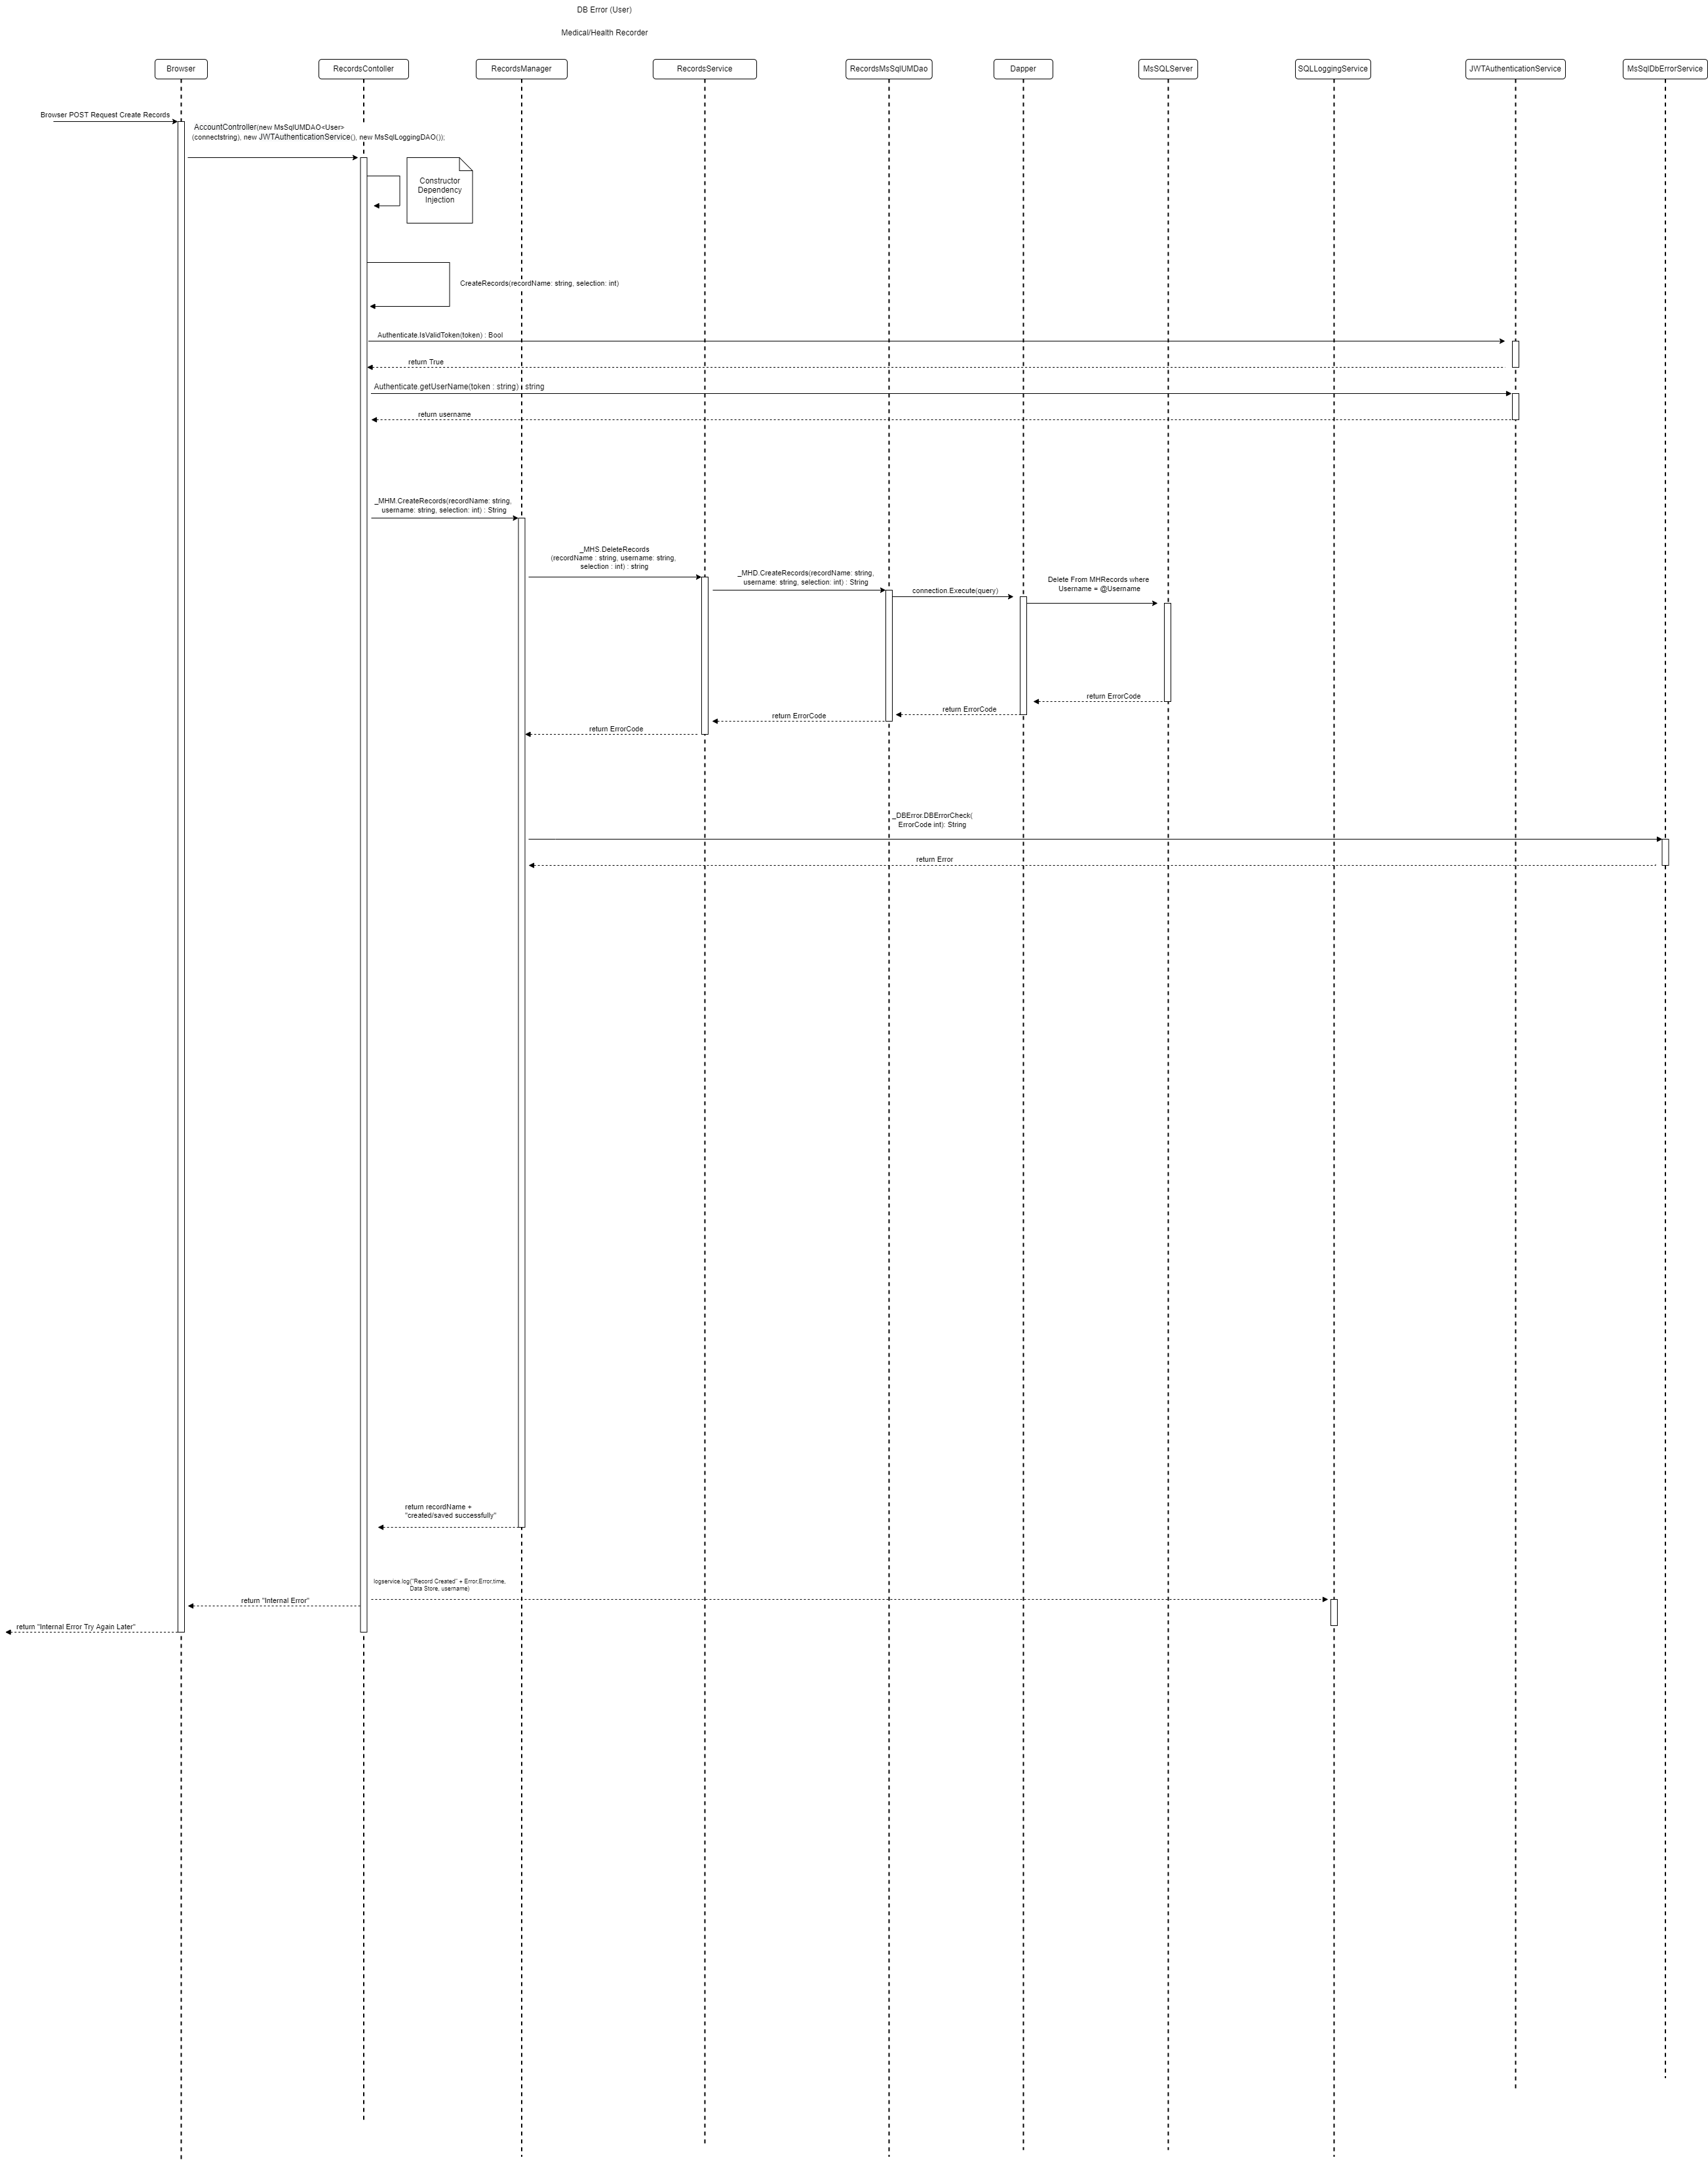 DB Error (User)
Medical/Health Recorder
Browser
RecordsContoller
RecordsManager
RecordsService
RecordsMsSqlUMDao
Dapper
MsSQLServer
SQLLoggingService
JWTAuthenticationService
MsSqlDbErrorService
Browser POST Request Create Records
AccountController(new MsSqlUMDAO<User>
(connectstring), new JWTAuthenticationService(), new MsSqlLoggingDAO());
Constructor
Dependency
Injection
CreateRecords(recordName: string, selection: int)
Authenticate.IsValidToken(token) : Bool
return True
Authenticate.getUserName(token : string) : string
return username
_MHM.CreateRecords(recordName: string,
username: string, selection: int) : String
_MHS.DeleteRecords
(recordName : string, username: string,
selection : int) : string
_MHD.CreateRecords(recordName: string,
username: string, selection: int) : String
connection.Execute(query)
Delete From MHRecords where
Username = @Username
return ErrorCode
return ErrorCode
return ErrorCode
return ErrorCode
_DBError.DBErrorCheck(
ErrorCode int): String
return Error
return recordName +
"created/saved successfully"
logservice.log("Record Created" + Error,Error,time,
Data Store, username)
return "Internal Error"
return "Internal Error Try Again Later"